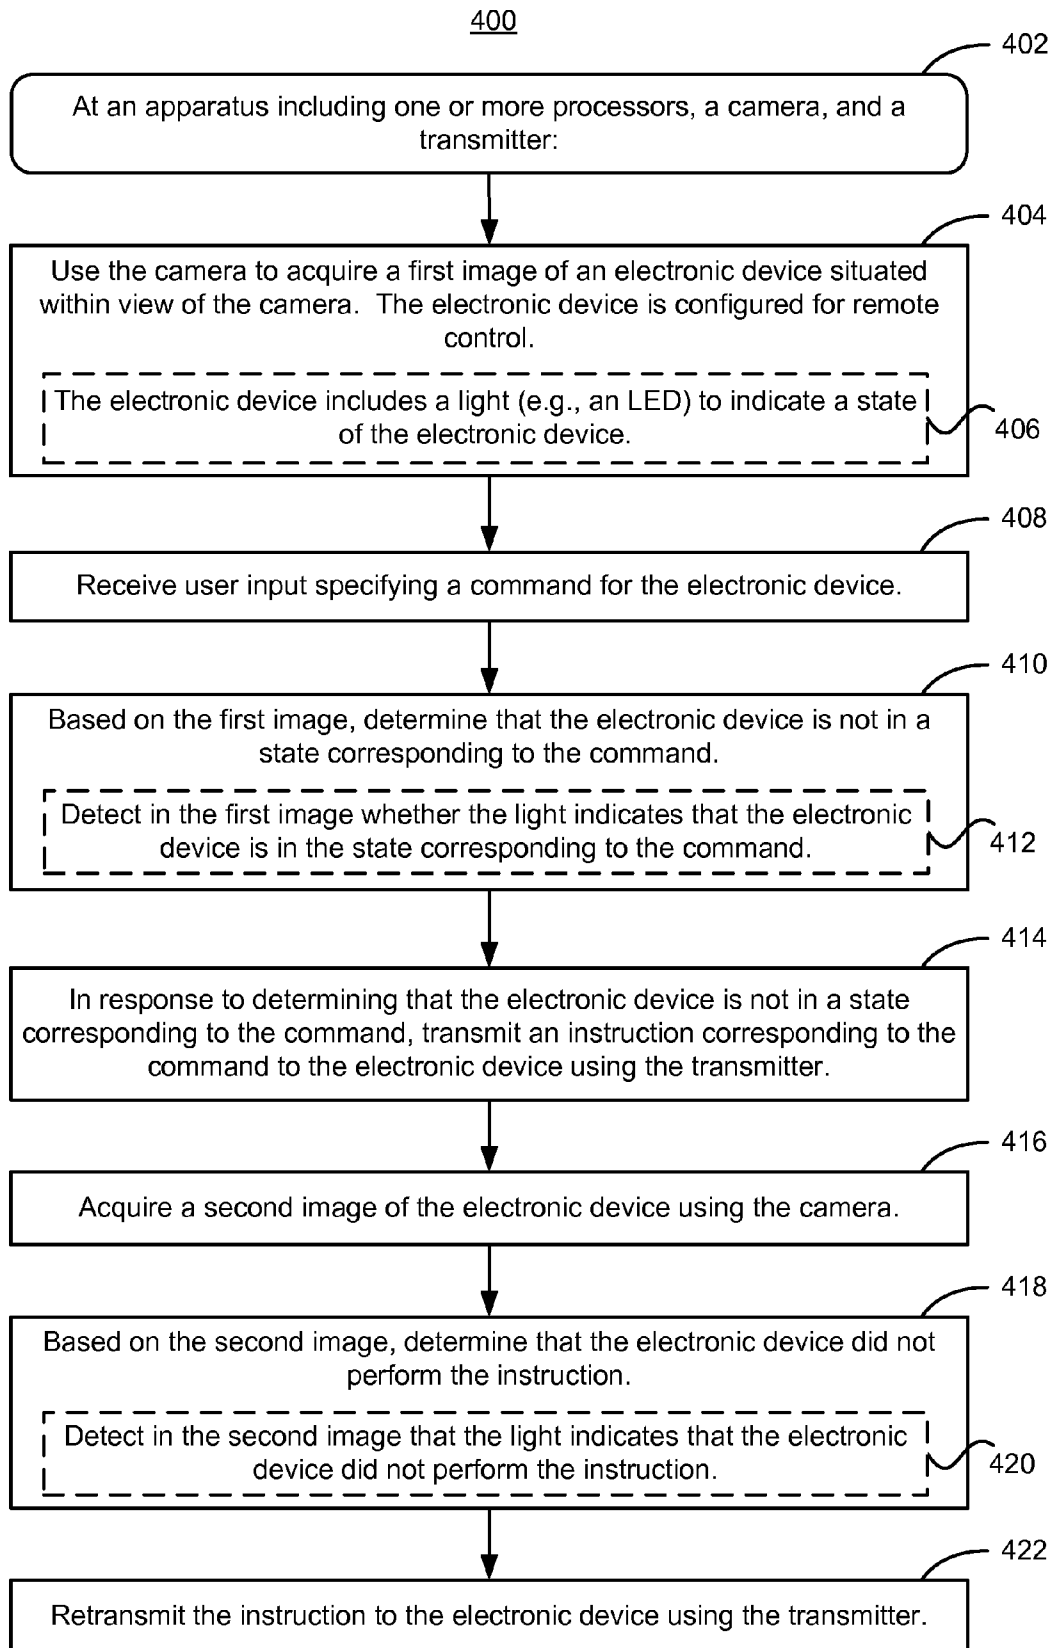 400
402
At an apparatus including one or more processors, a camera, and a
transmitter:
404
Use the camera to acquire a first image of an electronic device situated
within view of the camera.  The electronic device is configured for remote
control.
The electronic device includes a light (e.g., an LED) to indicate a state
of the electronic device.
406
408
Receive user input specifying a command for the electronic device.
410
Based on the first image, determine that the electronic device is not in a
state corresponding to the command.
Detect in the first image whether the light indicates that the electronic
device is in the state corresponding to the command.
412
414
In response to determining that the electronic device is not in a state
corresponding to the command, transmit an instruction corresponding to the
command to the electronic device using the transmitter.
416
Acquire a second image of the electronic device using the camera.
418
Based on the second image, determine that the electronic device did not
perform the instruction.
Detect in the second image that the light indicates that the electronic
device did not perform the instruction.
420
422
Retransmit the instruction to the electronic device using the transmitter.